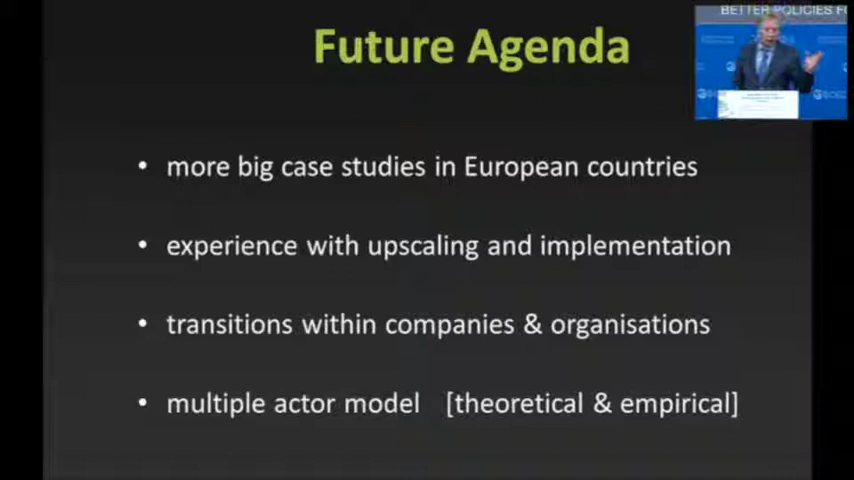 Future Agenda
BETTER POLICIES FO
• more big case studies in European countries
• experience with upscaling and implementation
• transitions within companies & organisations
• multiple actor model [theoretical & empirical]